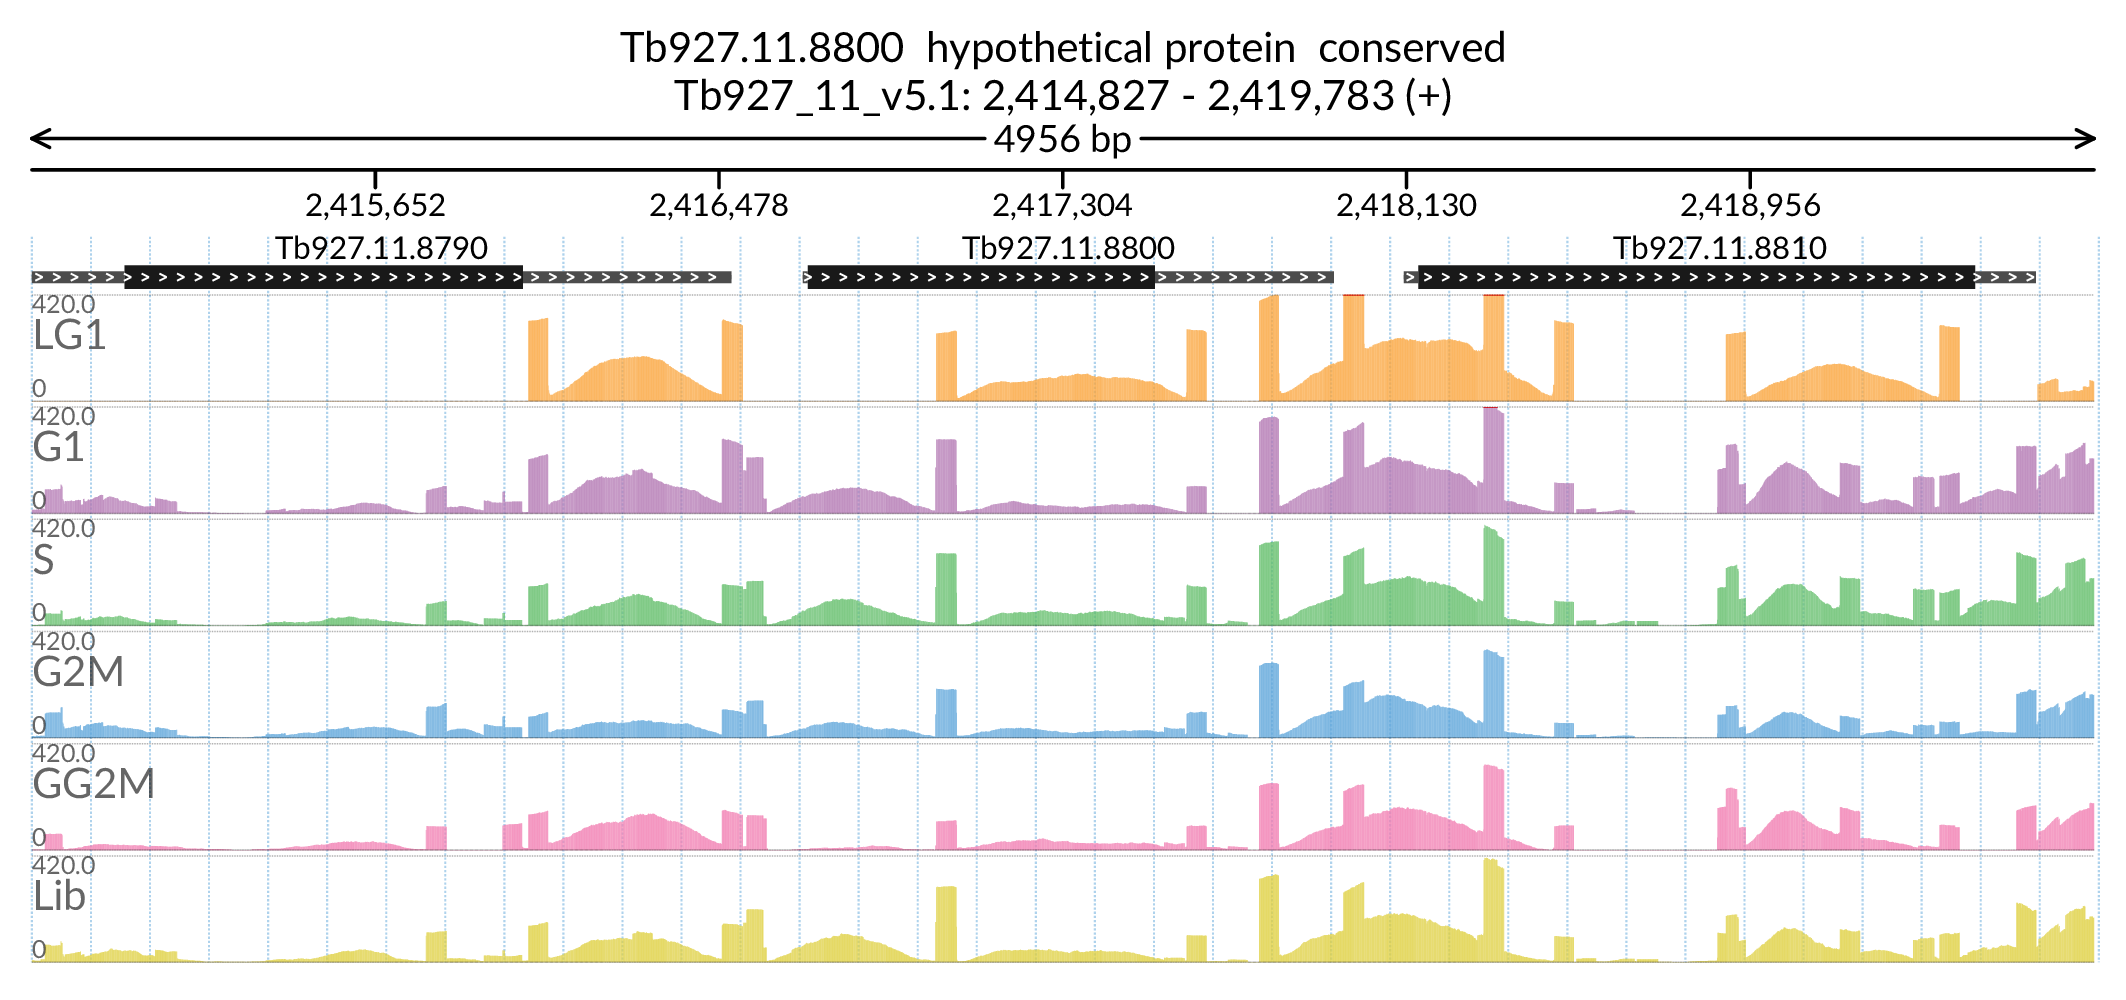 Tb927.11.8800 hypothetical protein conserved
Tb927_11_v5.1: 2,414,827 - 2,419,783 (+)
4956 bp
2,415,652 2,416,478 2,417,304 2,418,130 2,418,956
Tb927.11.8790 Tb927.11.8800 Tb927.11.8810
420.0
LG1
0
420.0
G1
0
420.0
S
0
420.0
G2M
0
420.0
GG2M
0
420.0
Lib
0